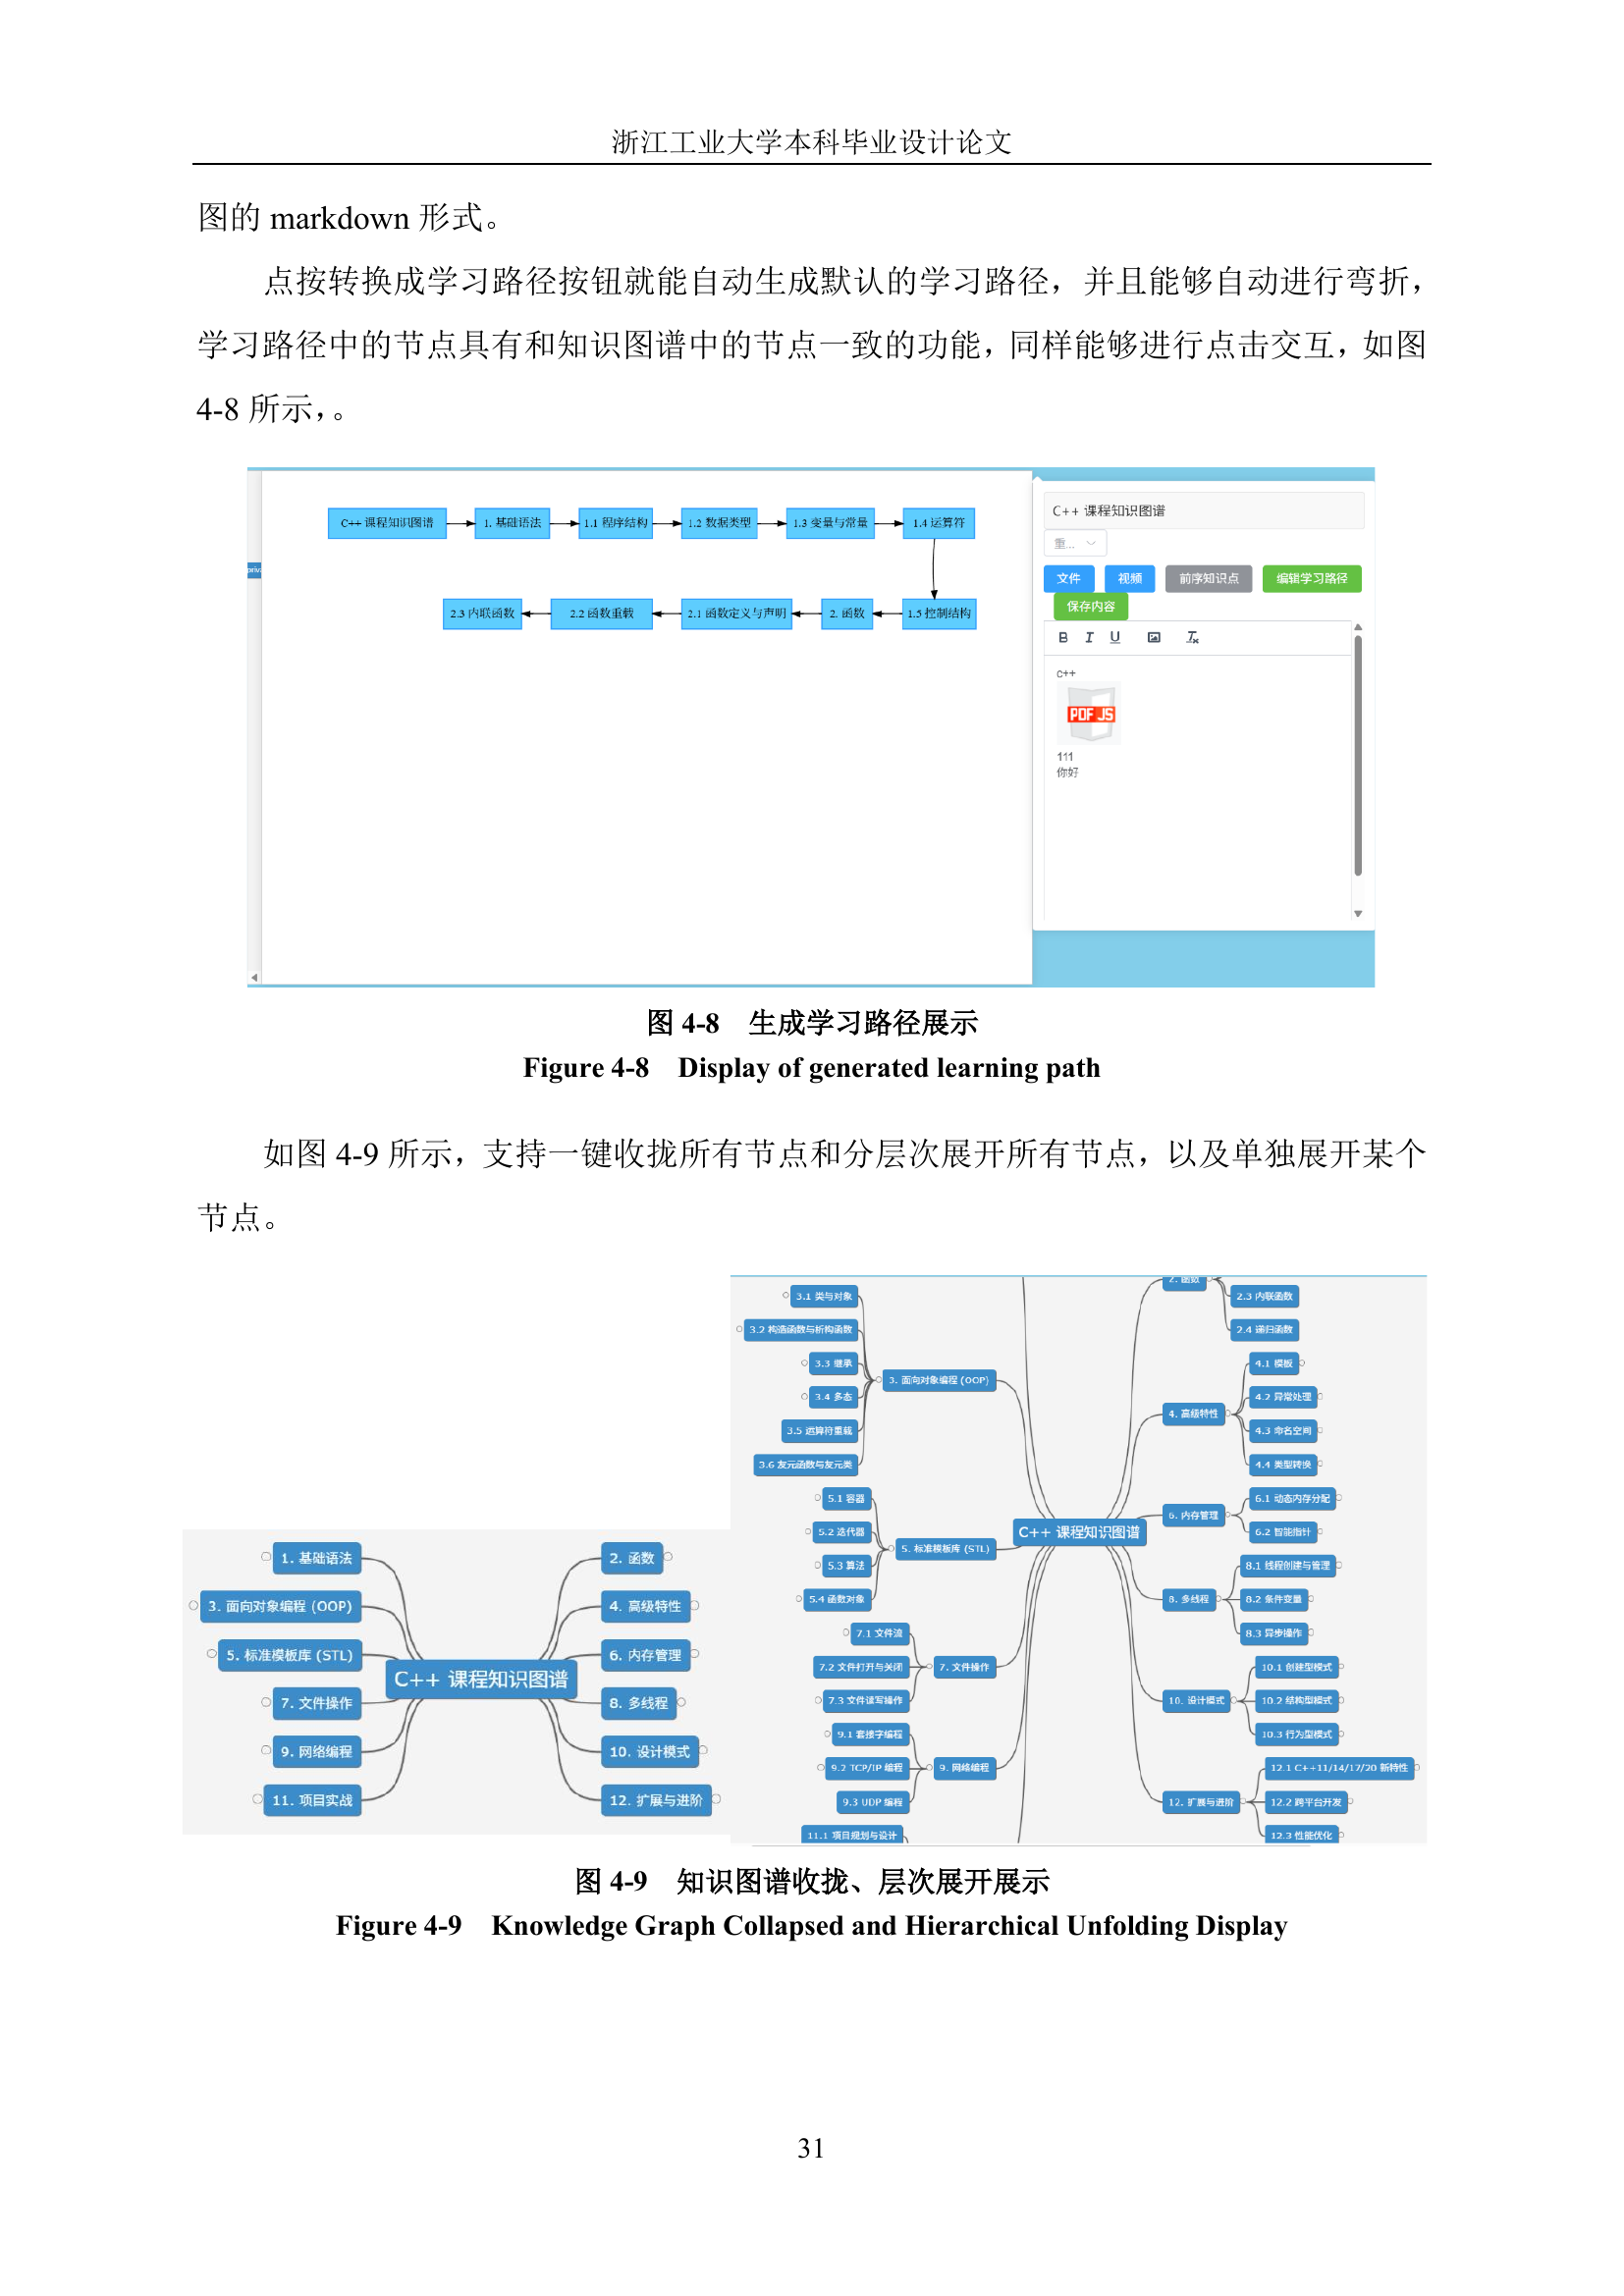 浙江工业大学本科毕业设计论文
图的 markdown 形式。
点按转换成学习路径按钮就能自动生成默认的学习路径，并且能够自动进行弯折，
学习路径中的节点具有和知识图谱中的节点一致的功能，同样能够进行点击交互，如图
4-8 所示，。
C++ 课程知识图谱
1. 基础语法
1.1 程序结构
1.2 数据类型
1.3 变量与常量
1.4 运算符
2.3 内联函数
2.2 函数重载
2.1 函数定义与声明
2. 函数
1.5 控制结构
C++ 课程知识图谱
重...
文件 视频 前序知识点 编辑学习路径
保存内容
B I U
c++
PDF JS
111
你好
图 4-8 生成学习路径展示
Figure 4-8 Display of generated learning path
如图 4-9 所示，支持一键收拢所有节点和分层次展开所有节点，以及单独展开某个
节点。
1. 基础语法
3. 面向对象编程 (OOP)
5. 标准模板库 (STL)
7. 文件操作
9. 网络编程
11. 项目实战
C++ 课程知识图谱
2. 函数
4. 高级特性
6. 内存管理
8. 多线程
10. 设计模式
12. 扩展与进阶
3.1 类与对象
3.2 构造函数与析构函数
3.3 继承
3.4 多态
3.5 运算符重载
3.6 友元函数与友元类
3. 面向对象编程 (OOP)
5.1 容器
5.2 迭代器
5.3 算法
5.4 函数对象
5. 标准模板库 (STL)
7.1 文件流
7.2 文件打开与关闭
7.3 文件读写操作
7. 文件操作
9.1 套接字编程
9.2 TCP/IP 编程
9.3 UDP 编程
9. 网络编程
11.1 项目规划与设计
C++ 课程知识图谱
2. 函数
2.3 内联函数
2.4 递归函数
4. 高级特性
4.1 模板
4.2 异常处理
4.3 命名空间
4.4 类型转换
6. 内存管理
6.1 动态内存分配
6.2 智能指针
8. 多线程
8.1 线程创建与管理
8.2 条件变量
8.3 异步操作
10. 设计模式
10.1 创建型模式
10.2 结构型模式
10.3 行为型模式
12. 扩展与进阶
12.1 C++11/14/17/20 新特性
12.2 跨平台开发
12.3 性能优化
图 4-9 知识图谱收拢、层次展开展示
Figure 4-9 Knowledge Graph Collapsed and Hierarchical Unfolding Display
31